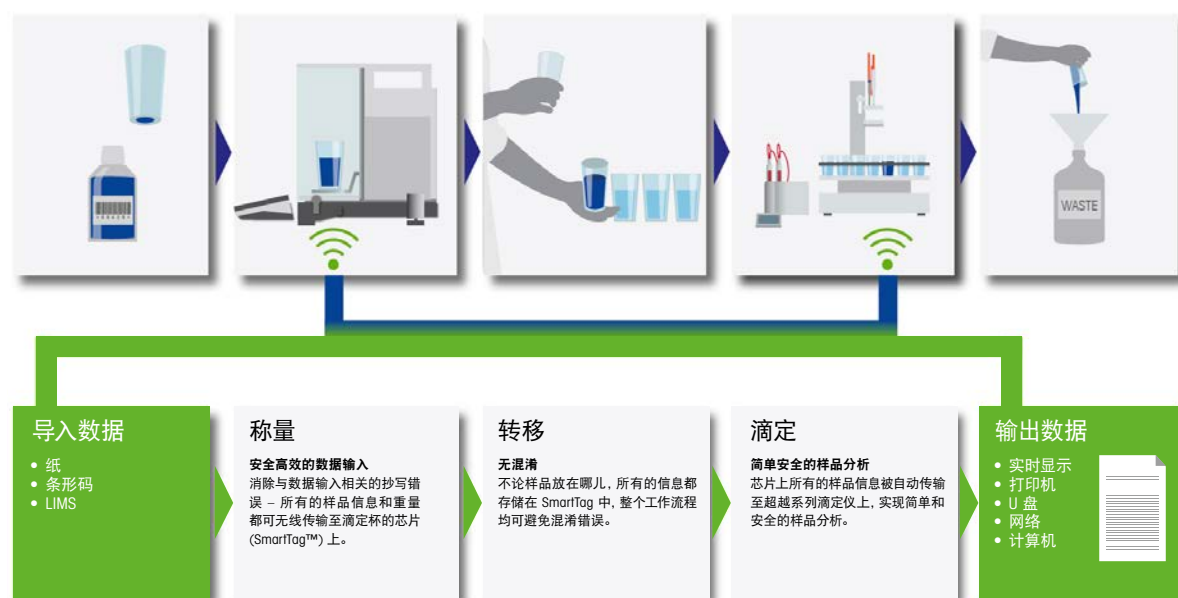 WASTE
导入数据
• 纸
• 条形码
• LIMS
称量
安全高效的数据输入
消除与数据输入相关的抄写错
误 – 所有的样品信息和重量
都可无线传输至滴定杯的芯片
(SmartTag™) 上。
转移
无混淆
不论样品放在哪儿, 所有的信息都
存储在 SmartTag 中, 整个工作流程
均可避免混淆错误。
滴定
简单安全的样品分析
芯片上所有的样品信息被自动传输
至超越系列滴定仪上, 实现简单和
安全的样品分析。
输出数据
• 实时显示
• 打印机
• U 盘
• 网络
• 计算机